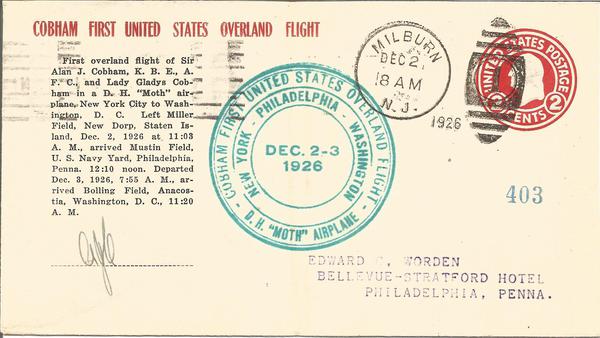 COBHAM FIRST UNITED STATES OVERLAND FLIGHT
First overland flight of Sir
Alan J. Cobham, K. B. E., A.
F. C., and Lady Gladys Cob-
ham in a D. H. "Moth" air-
plane, New York City to Wash-
ington, D. C. Left Miller
Field, New Dorp, Staten Is-
land, Dec. 2, 1926 at 11:03
A. M., arrived Mustin Field,
U. S. Navy Yard, Philadelphia,
Penna. 12:10 noon. Departed
Dec. 3, 1926, 7:55 A. M., ar-
rived Bolling Field, Anacos-
tia, Washington, D. C., 11:20
A. M.
COBHAM FIRST UNITED STATES OVERLAND FLIGHT
NEW YORK - PHILADELPHIA - WASHINGTON
DEC. 2-3
1926
D. H. "MOTH" AIRPLANE
MILBURN
DEC 2
18 AM
N. J.
1926
UNITED STATES POSTAGE
2 CENTS 2
403
EDWARD C. WORDEN
BELLEVUE-STRATFORD HOTEL
PHILADELPHIA, PENNA.